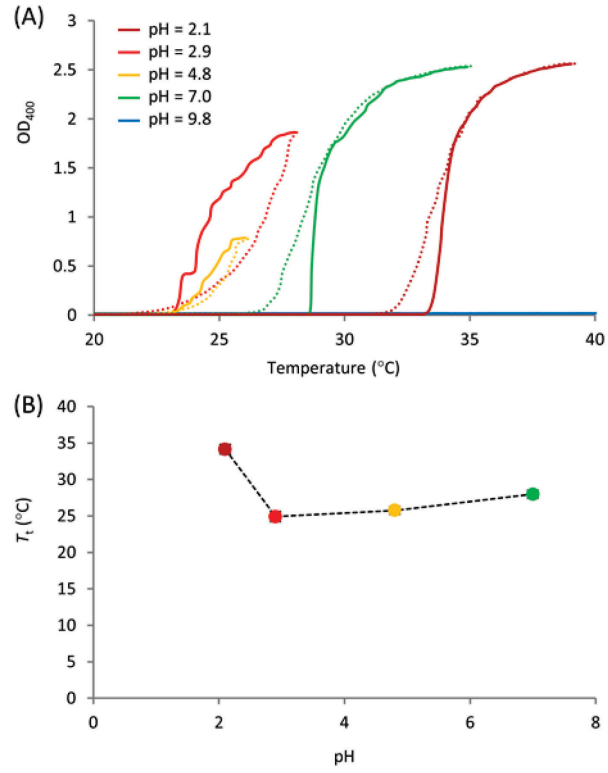 (A)
pH = 2.1
pH = 2.9
pH = 4.8
pH = 7.0
pH = 9.8
OD400
3
2.5
2
1.5
1
0.5
0
20 25 30 35 40
Temperature (°C)
(B)
Tt (°C)
40
35
30
25
20
15
10
5
0
0 2 4 6 8
pH